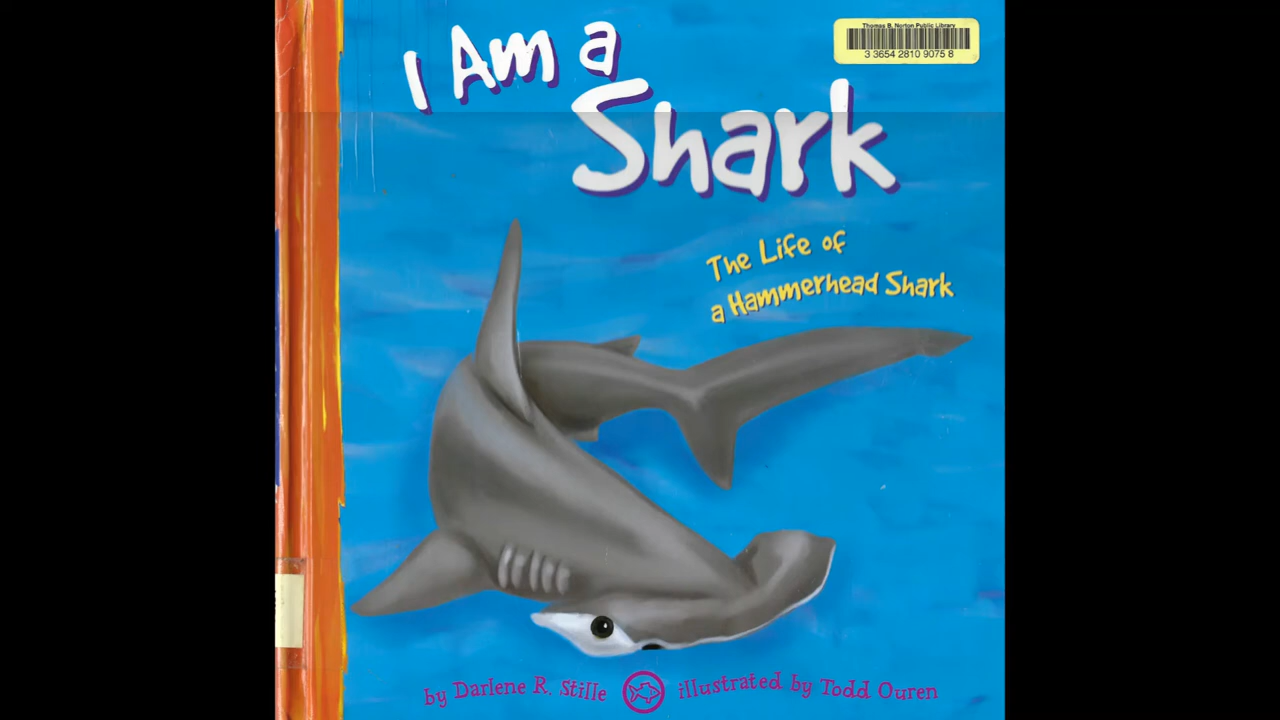 Thomas B. Norton Public Library
3 3654 2810 9075 8
I Am a
Shark
The Life of
a Hammerhead Shark
by Darlene R. Stille illustrated by Todd Ouren